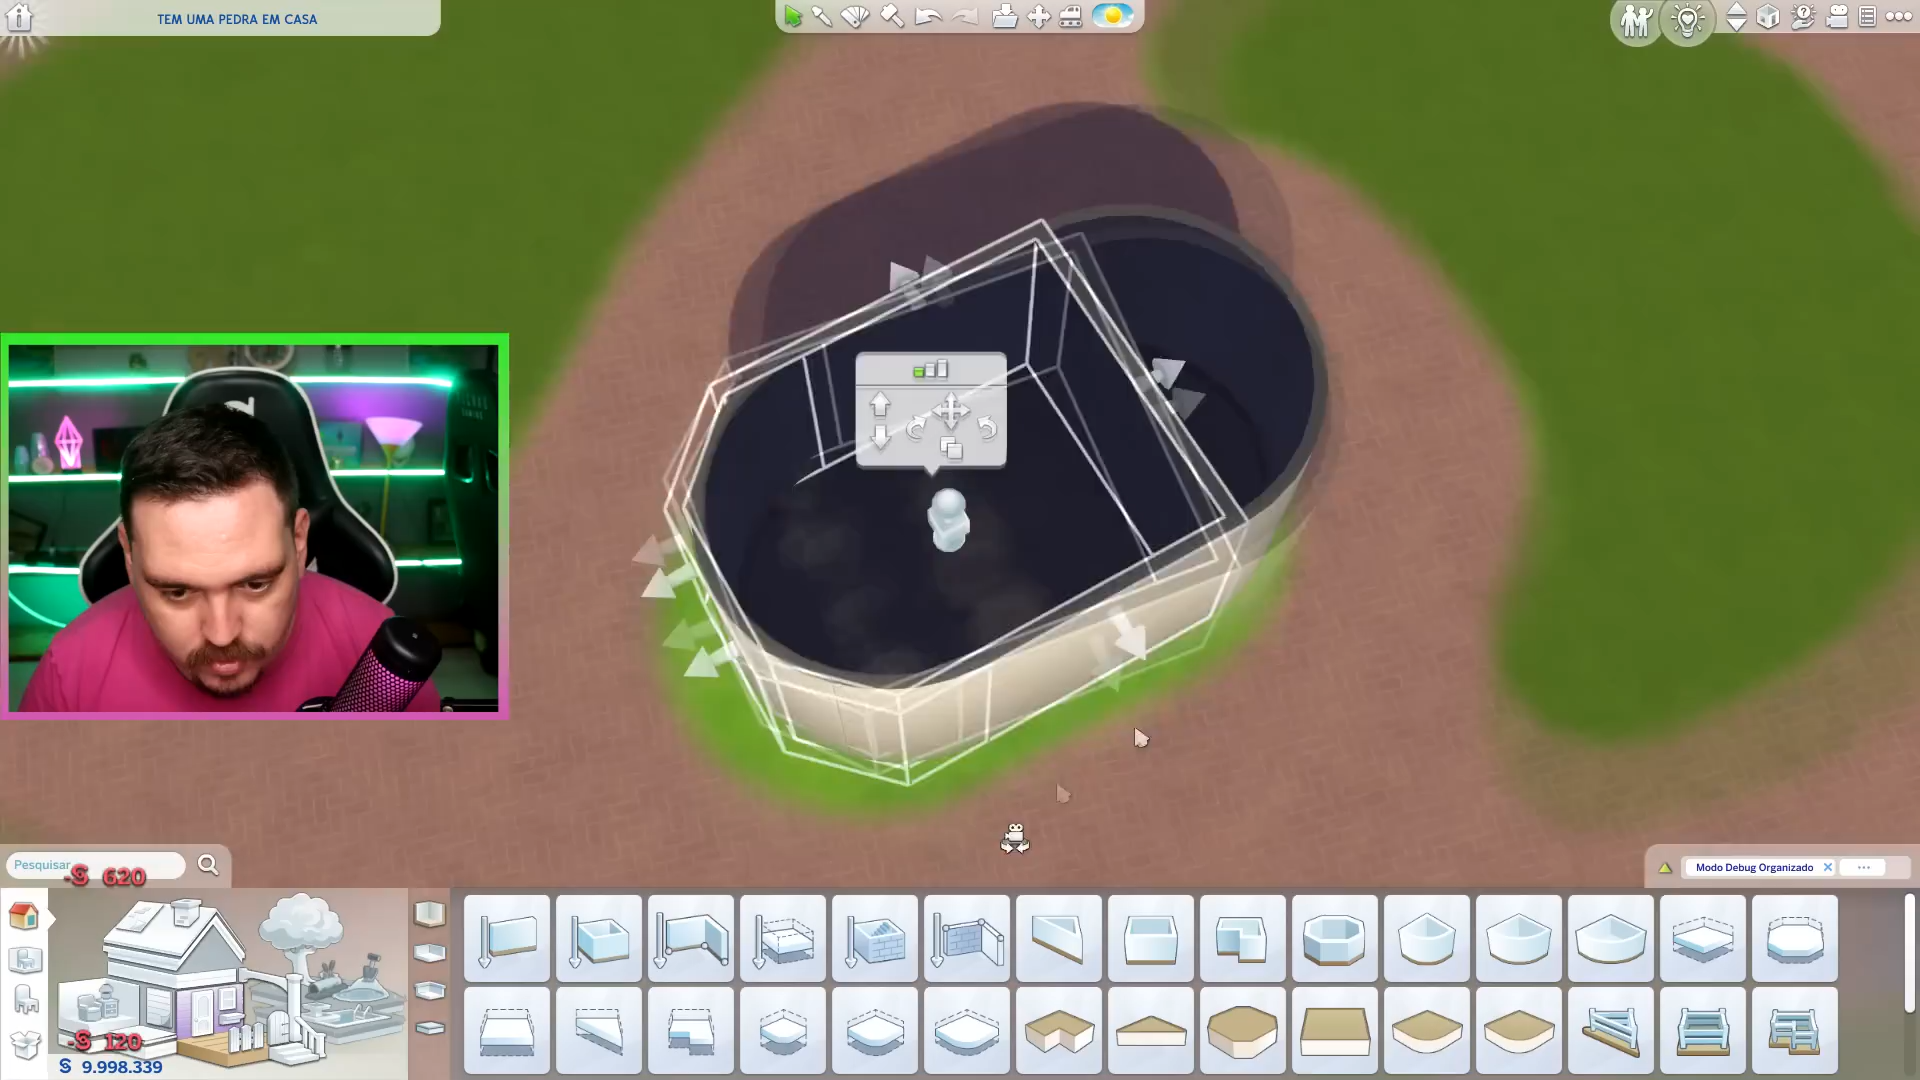 TEM UMA PEDRA EM CASA
Pesquisar
-S 620
Modo Debug Organizado
-S 120
S 9.998.339